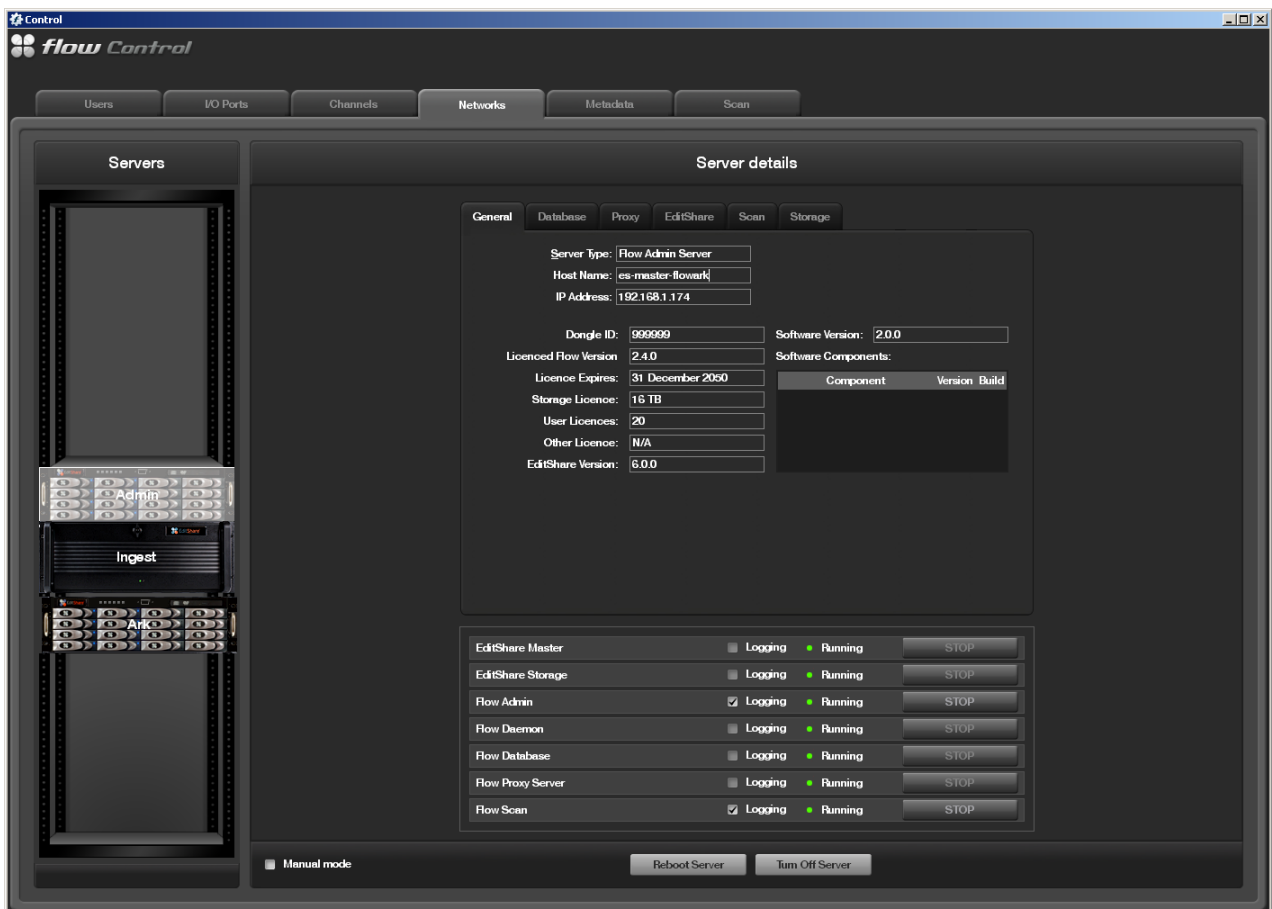 Control
flow Control
Users I/O Ports Channels Networks Metadata Scan
Servers
Server details
General Database Proxy EditShare Scan Storage
Server Type: Flow Admin Server
Host Name: es-master-flowark
IP Address: 192.168.1.174
Dongle ID: 999999 Software Version: 2.0.0
Licenced Flow Version 2.4.0 Software Components:
Licence Expires: 31 December 2050 Component Version Build
Storage Licence: 16 TB
User Licences: 20
Other Licence: N/A
EditShare Version: 6.0.0
Admin
Ingest
Ark
EditShare Master Logging Running STOP
EditShare Storage Logging Running STOP
Flow Admin Logging Running STOP
Flow Daemon Logging Running STOP
Flow Database Logging Running STOP
Flow Proxy Server Logging Running STOP
Flow Scan Logging Running STOP
Manual mode Reboot Server Turn Off Server